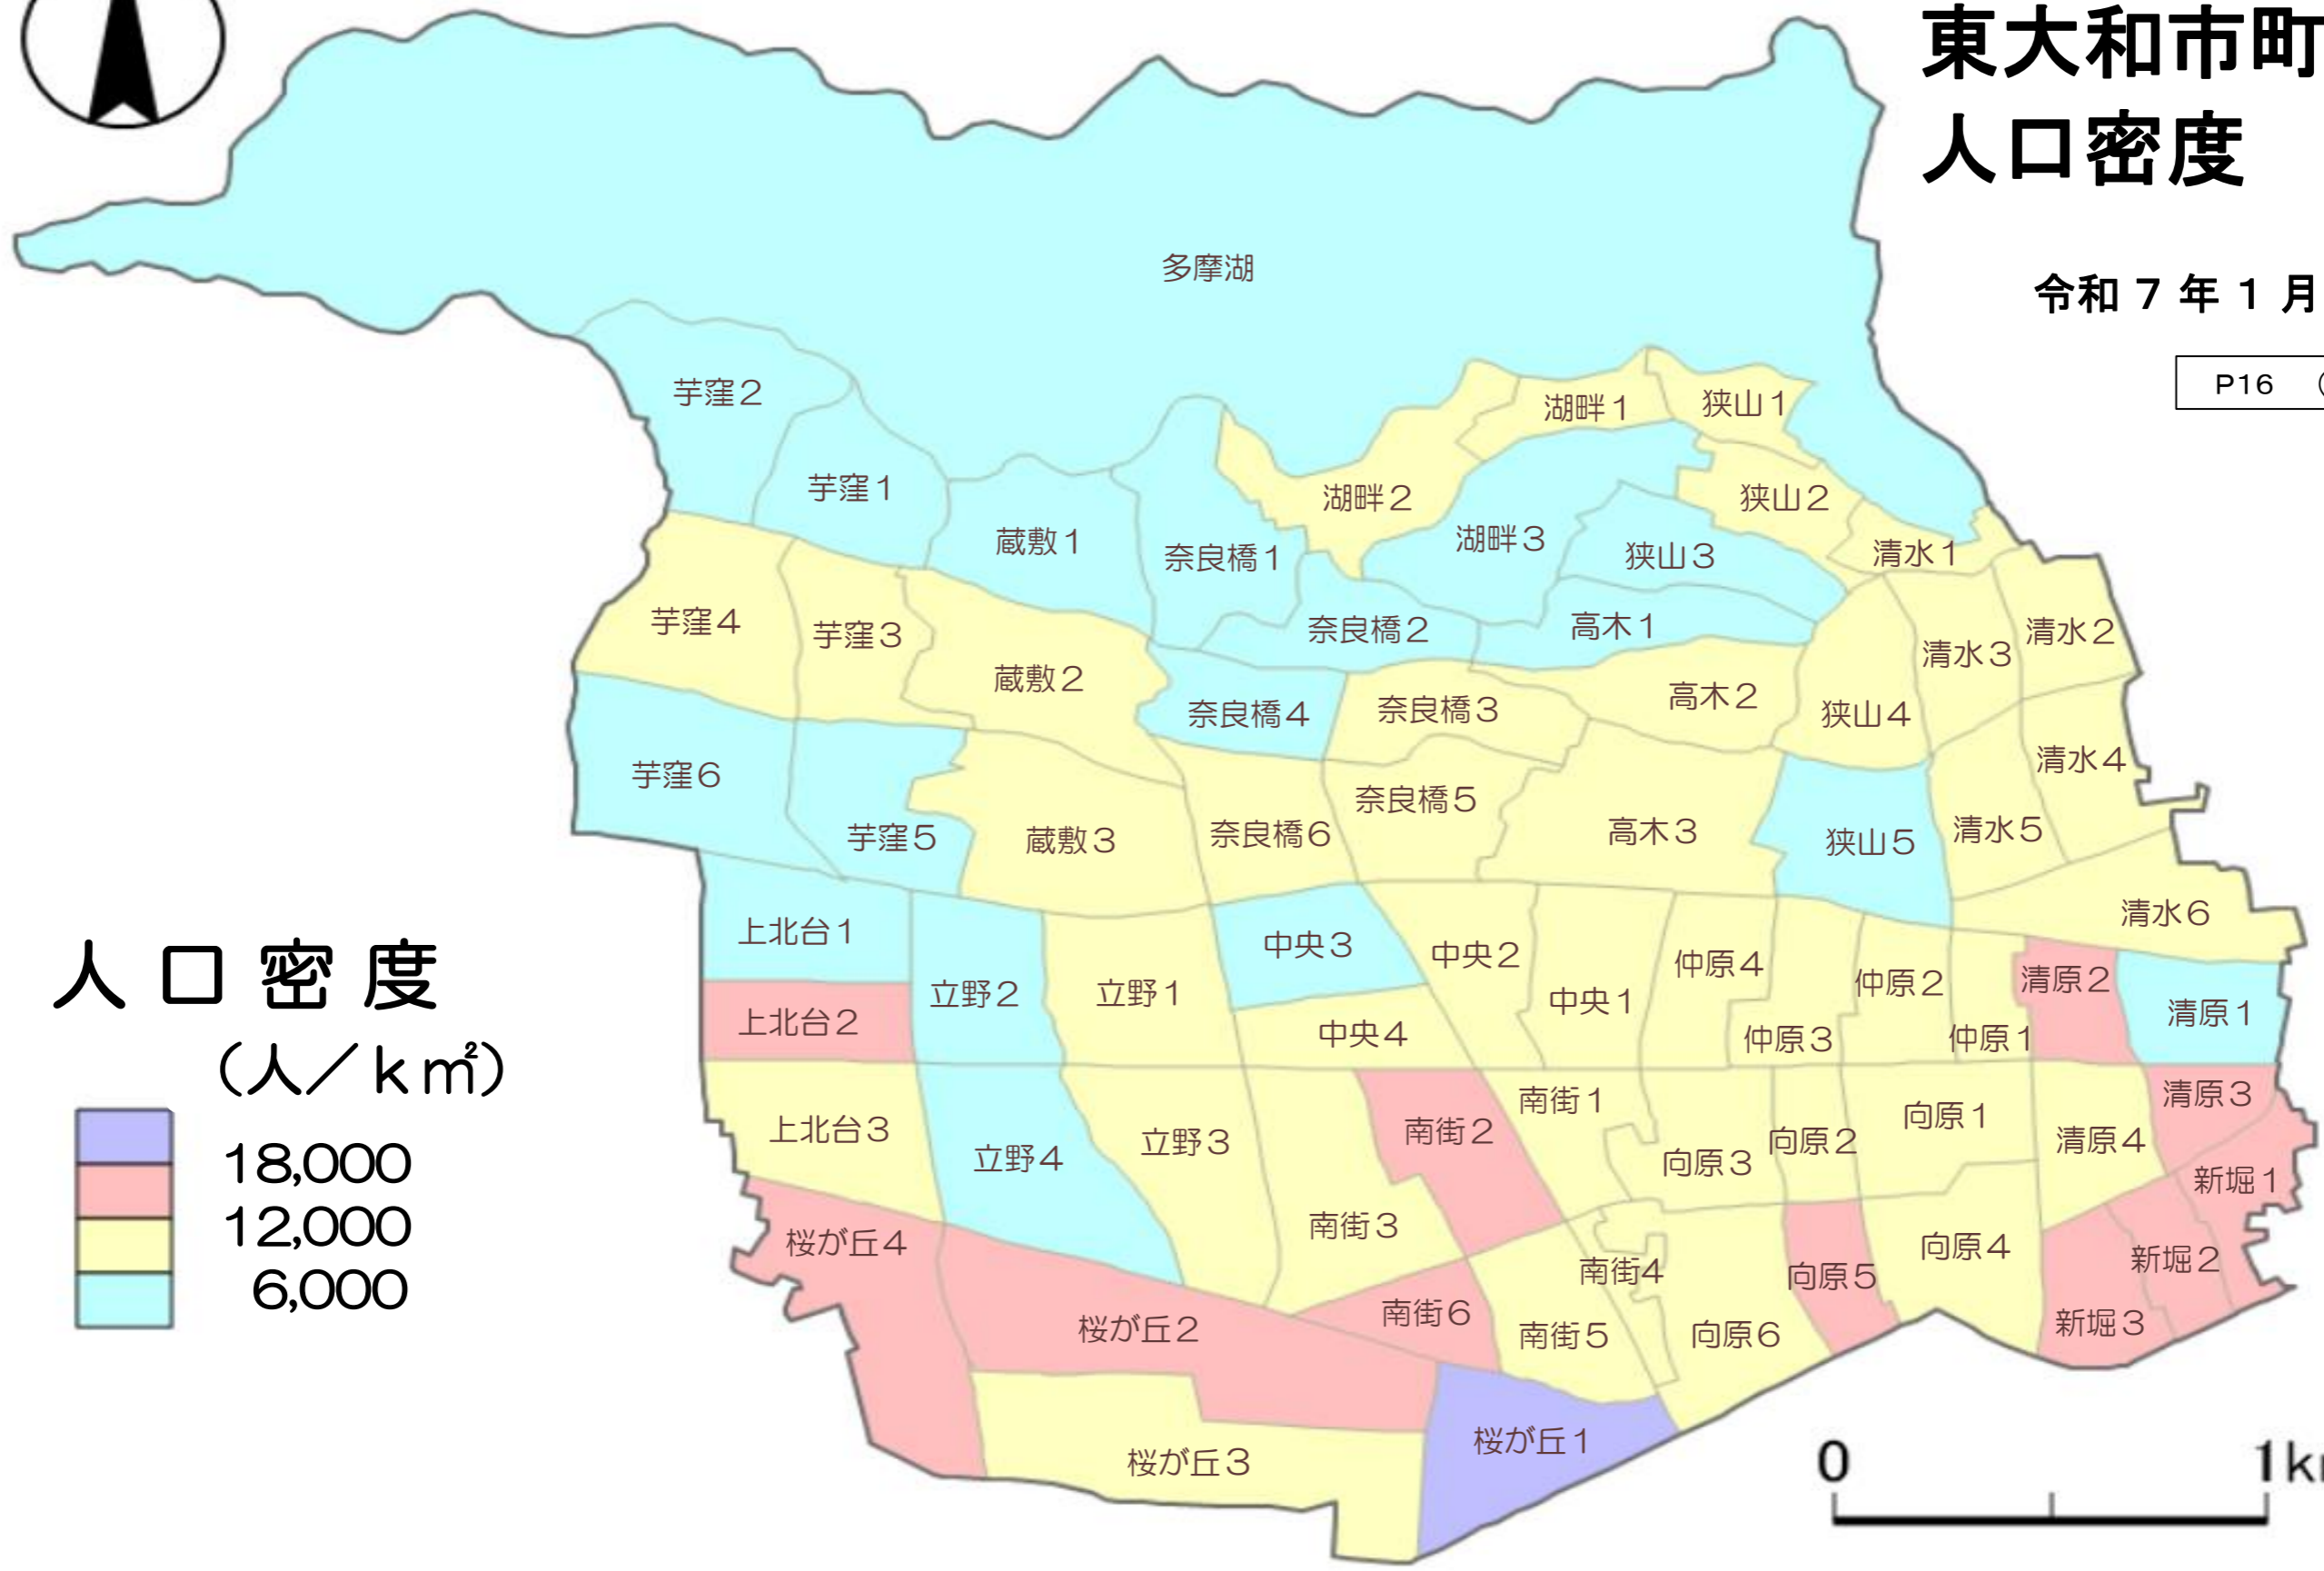 東大和市町
人口密度
令和７年１月
P16
多摩湖
芋窪２
湖畔１
狭山１
芋窪１
湖畔２
狭山２
蔵敷１
奈良橋１
湖畔３
狭山３
清水１
芋窪４
芋窪３
奈良橋２
高木１
清水３
清水２
蔵敷２
奈良橋４
奈良橋３
高木２
狭山４
芋窪６
清水４
芋窪５
蔵敷３
奈良橋６
奈良橋５
高木３
狭山５
清水５
上北台１
中央３
中央２
仲原４
清水６
立野２
立野１
中央１
仲原２
清原２
清原１
上北台２
中央４
仲原３
仲原１
上北台３
立野４
立野３
南街２
南街１
向原３
向原２
向原１
清原４
清原３
新堀１
桜が丘４
南街３
南街４
向原５
向原４
新堀２
桜が丘２
南街６
南街５
向原６
新堀３
桜が丘３
桜が丘１
人口密度
（人／ｋ㎡）
18,000
12,000
6,000
0
1k